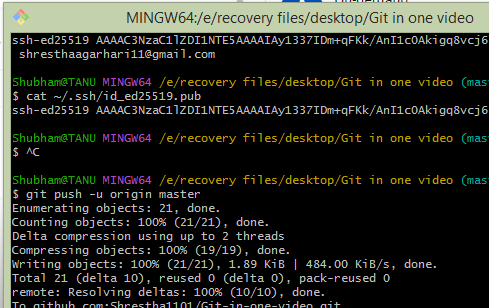 MINGW64:/e/recovery files/desktop/Git in one video
ssh-ed25519 AAAAC3NzaC1lZDI1NTE5AAAAIAy1337IDm+qFKk/AnI1cOAkigq8vcj6
shresthaagarhari11@gmail.com
Shubham@TANU MINGW64 /e/recovery files/desktop/Git in one video (mas
$ cat ~/.ssh/id_ed25519.pub
ssh-ed25519 AAAAC3NzaC1lZDI1NTE5AAAAIAy1337IDm+qFKk/AnI1cOAkigq8vcj6
Shubham@TANU MINGW64 /e/recovery files/desktop/Git in one video (mas
$ ^C
Shubham@TANU MINGW64 /e/recovery files/desktop/Git in one video (mas
$ git push -u origin master
Enumerating objects: 21, done.
Counting objects: 100% (21/21), done.
Delta compression using up to 2 threads
Compressing objects: 100% (19/19), done.
Writing objects: 100% (21/21), 1.89 KiB | 484.00 KiB/s, done.
Total 21 (delta 10), reused 0 (delta 0), pack-reused 0
remote: Resolving deltas: 100% (10/10), done.
To github.com:Shrestha1101/Git-in-one-video.git